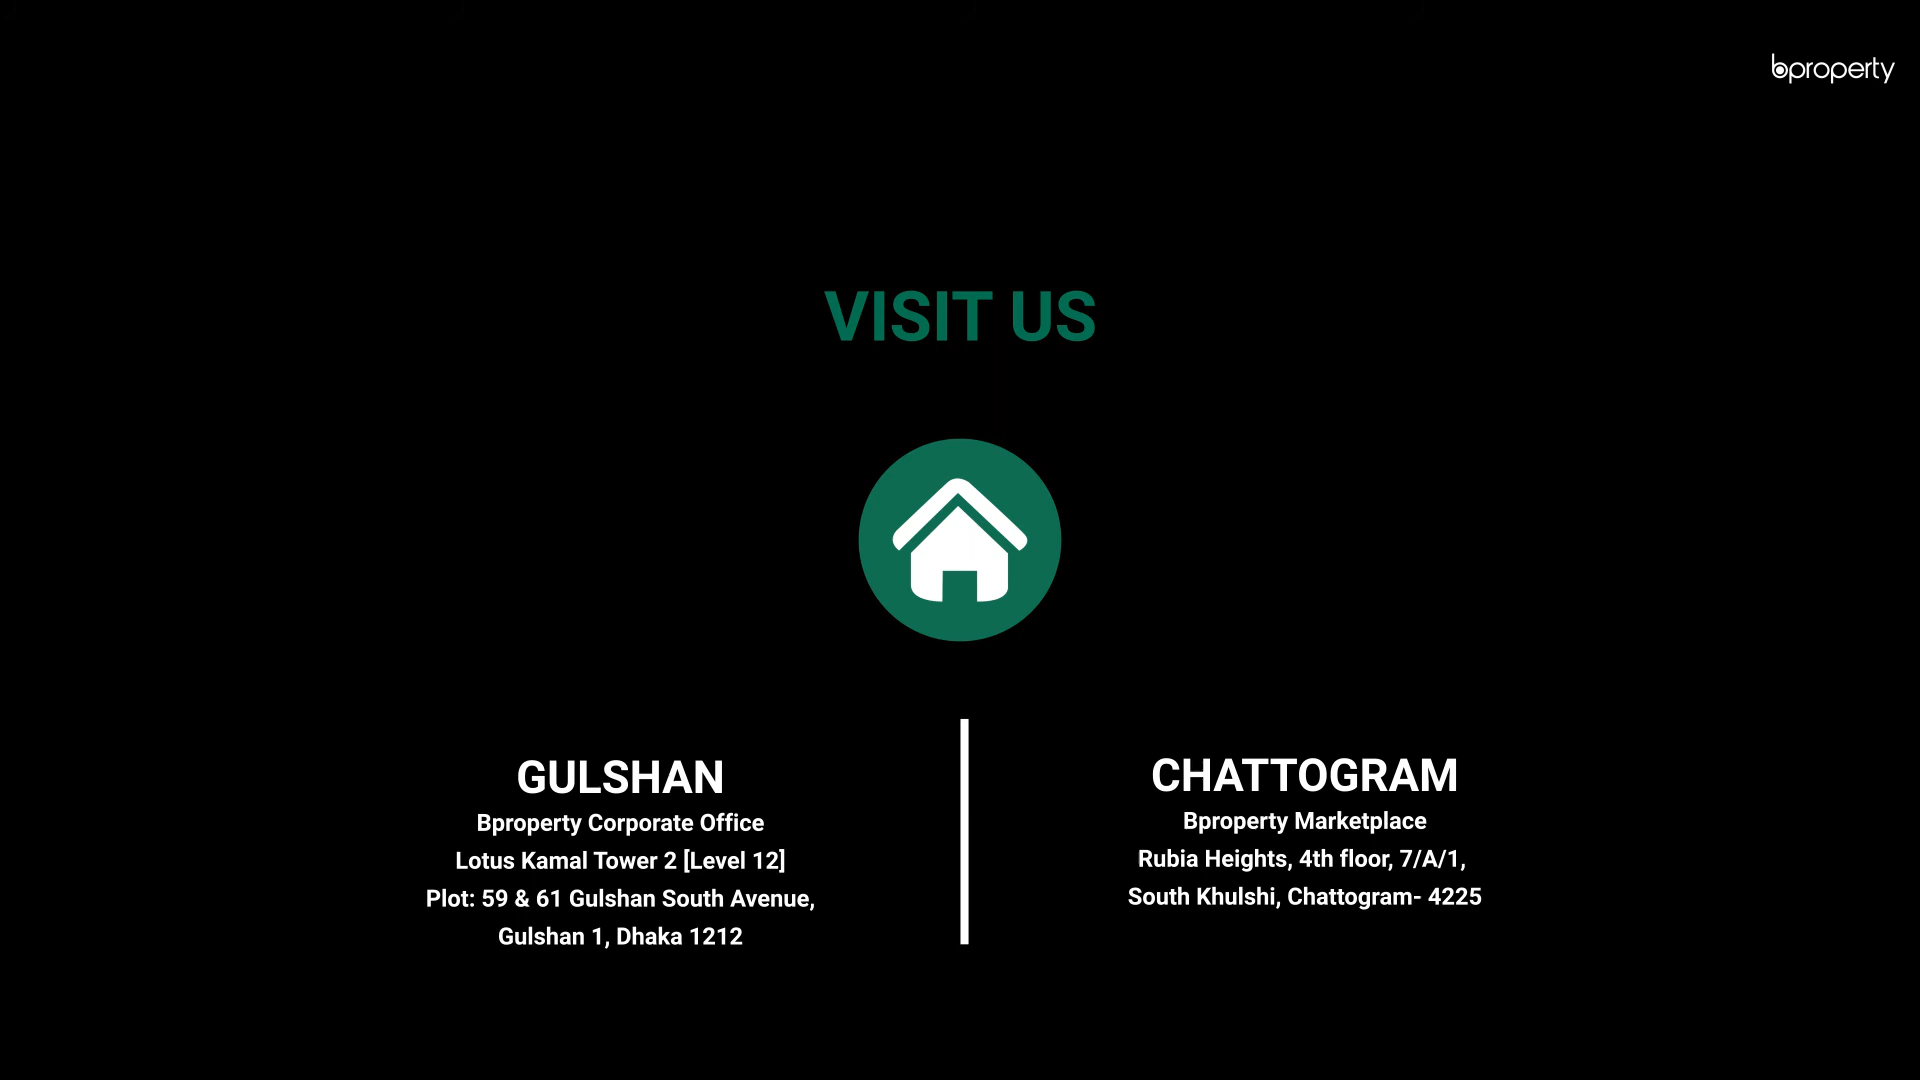 bproperty
VISIT US
GULSHAN
Bproperty Corporate Office
Lotus Kamal Tower 2 [Level 12]
Plot: 59 & 61 Gulshan South Avenue,
Gulshan 1, Dhaka 1212
CHATTOGRAM
Bproperty Marketplace
Rubia Heights, 4th floor, 7/A/1,
South Khulshi, Chattogram- 4225